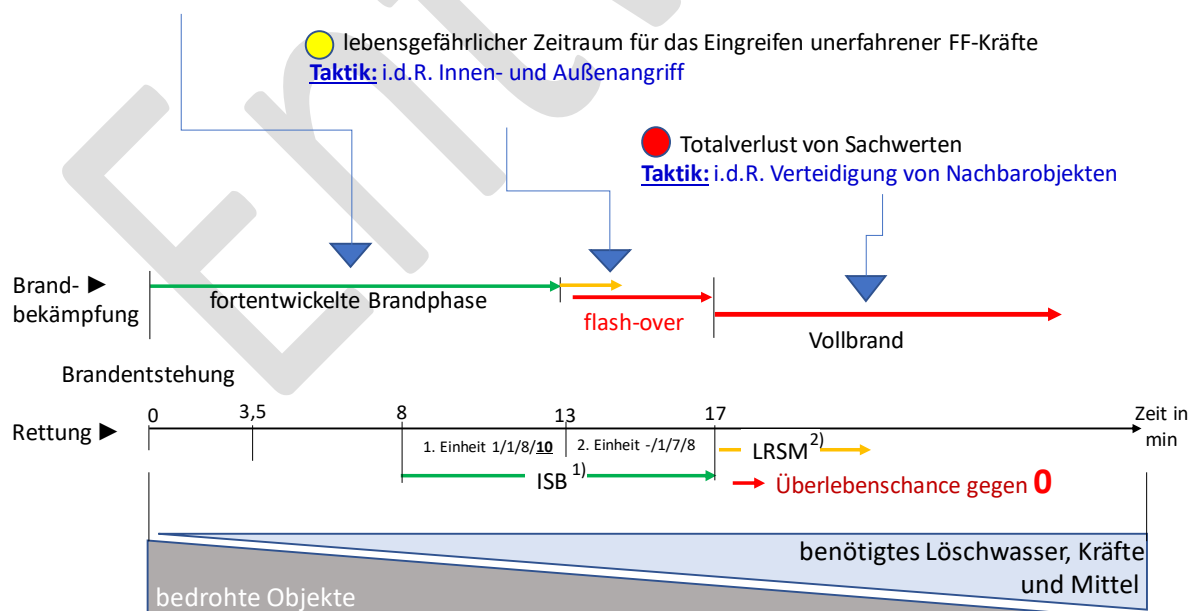 Ent
lebensgefährlicher Zeitraum für das Eingreifen unerfahrener FF-Kräfte
Taktik: i.d.R. Innen- und Außenangriff
Totalverlust von Sachwerten
Taktik: i.d.R. Verteidigung von Nachbarobjekten
Brand- ►
bekämpfung
fortentwickelte Brandphase
flash-over
Vollbrand
Brandentstehung
Rettung ►
0
3,5
8
13
17
Zeit in
min
1. Einheit 1/1/8/10
2. Einheit -/1/7/8
LRSM2)
ISB 1)
Überlebenschance gegen 0
benötigtes Löschwasser, Kräfte
und Mittel
bedrohte Objekte